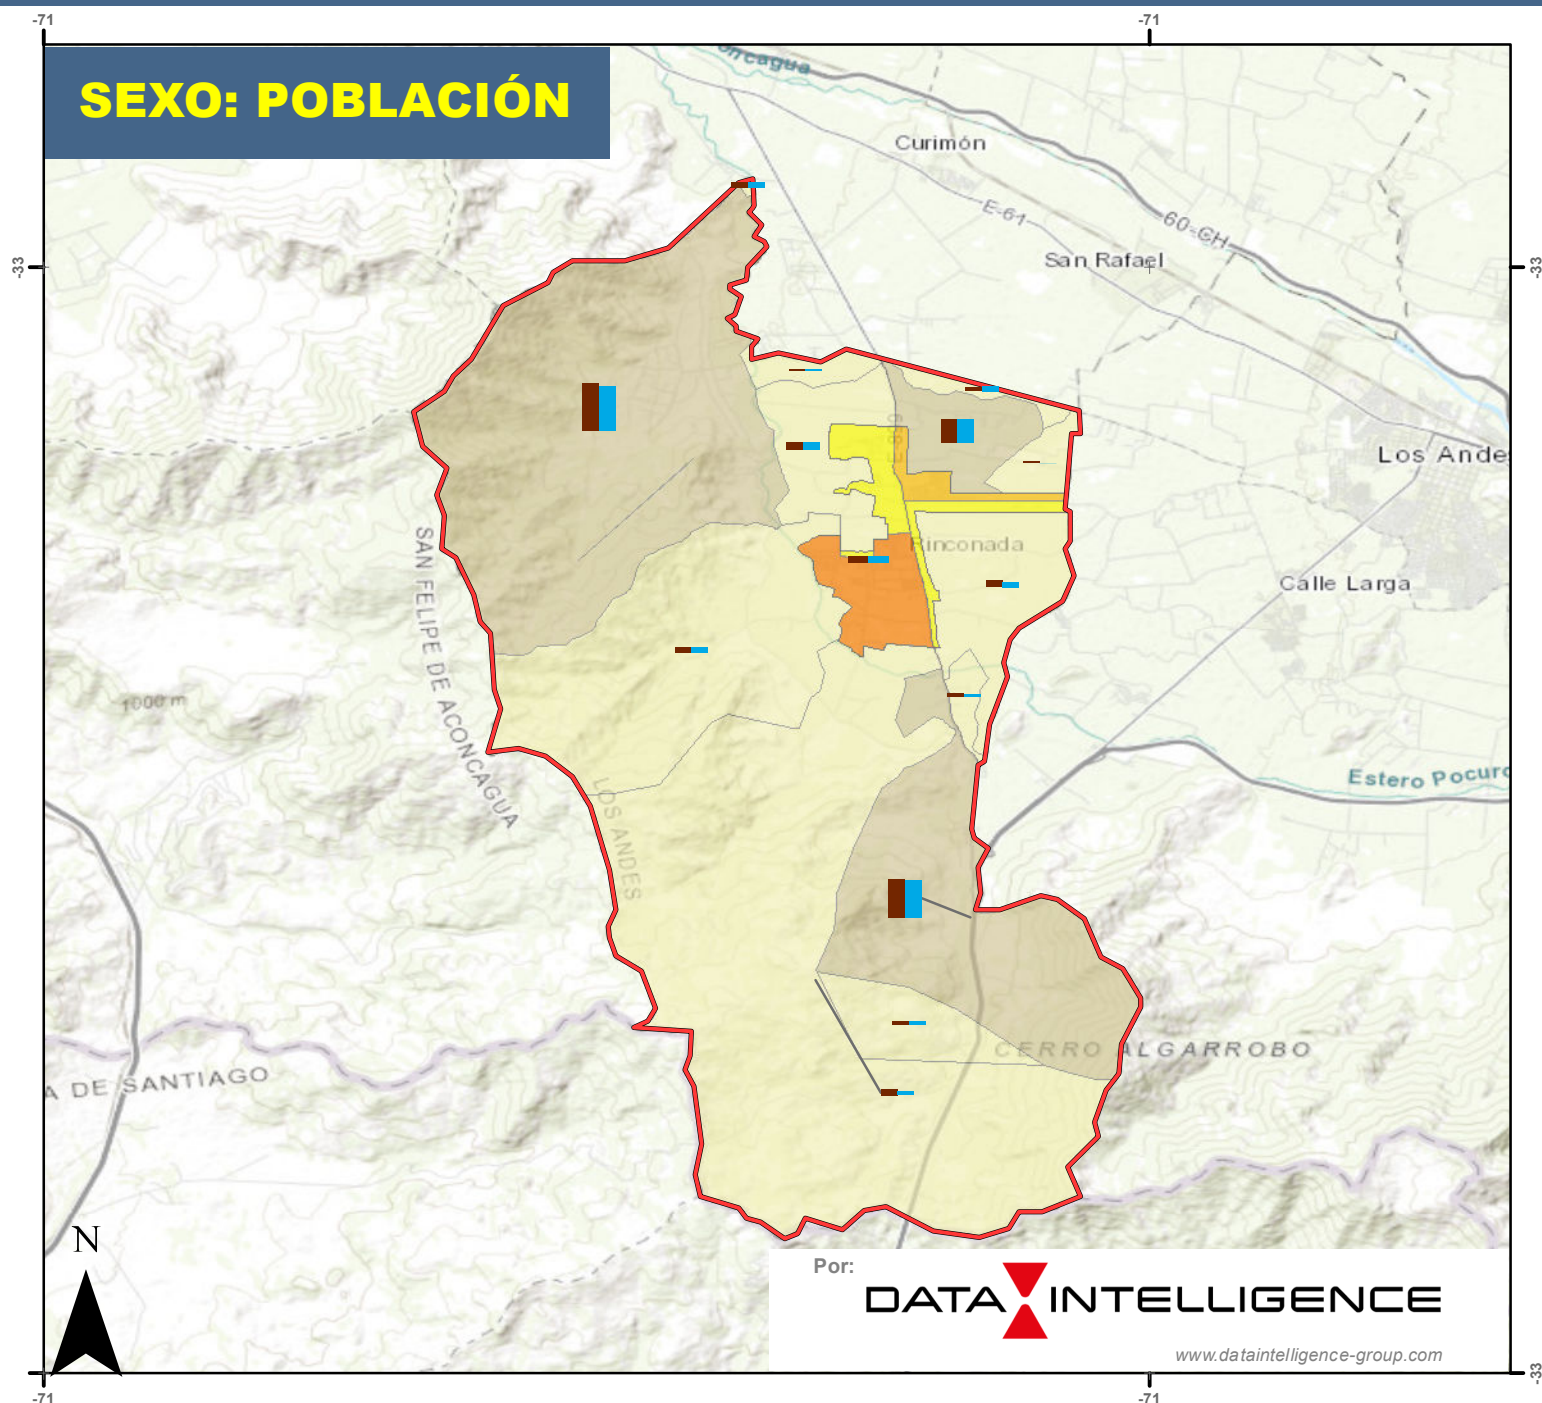 -71
-71
SEXO: POBLACIÓN
Curimón
E-61
60-CH
-33
San Rafael
-33
Los Ande
Rinconada
Calle Larga
SAN FELIPE DE ACONCAGUA
1000 m
LOS ANDES
Estero Pocuro
CERRO ALGARROBO
A DE SANTIAGO
N
Por:
DATA INTELLIGENCE
www.dataintelligence-group.com
-33
-71
-71